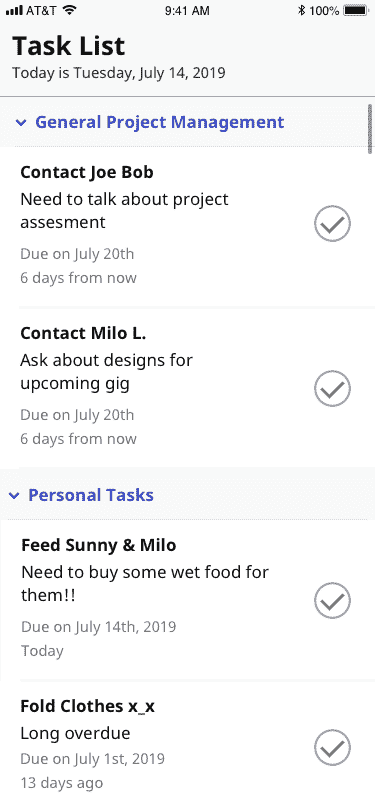 AT&T 9:41 AM 100%
Task List
Today is Tuesday, July 14, 2019
General Project Management
Contact Joe Bob
Need to talk about project
assesment
Due on July 20th
6 days from now
Contact Milo L.
Ask about designs for
upcoming gig
Due on July 20th
6 days from now
Personal Tasks
Feed Sunny & Milo
Need to buy some wet food for
them!!
Due on July 14th, 2019
Today
Fold Clothes x_x
Long overdue
Due on July 1st, 2019
13 days ago